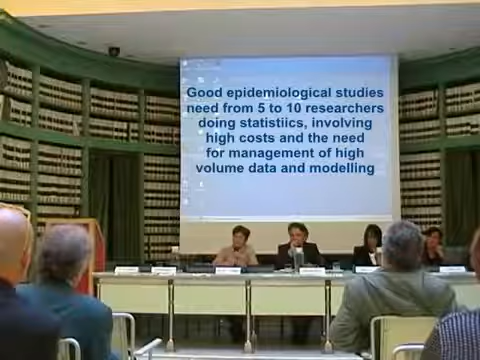 Good epidemiological studies
need from 5 to 10 researchers
doing statistiics, involving
high costs and the need
for management of high
volume data and modelling